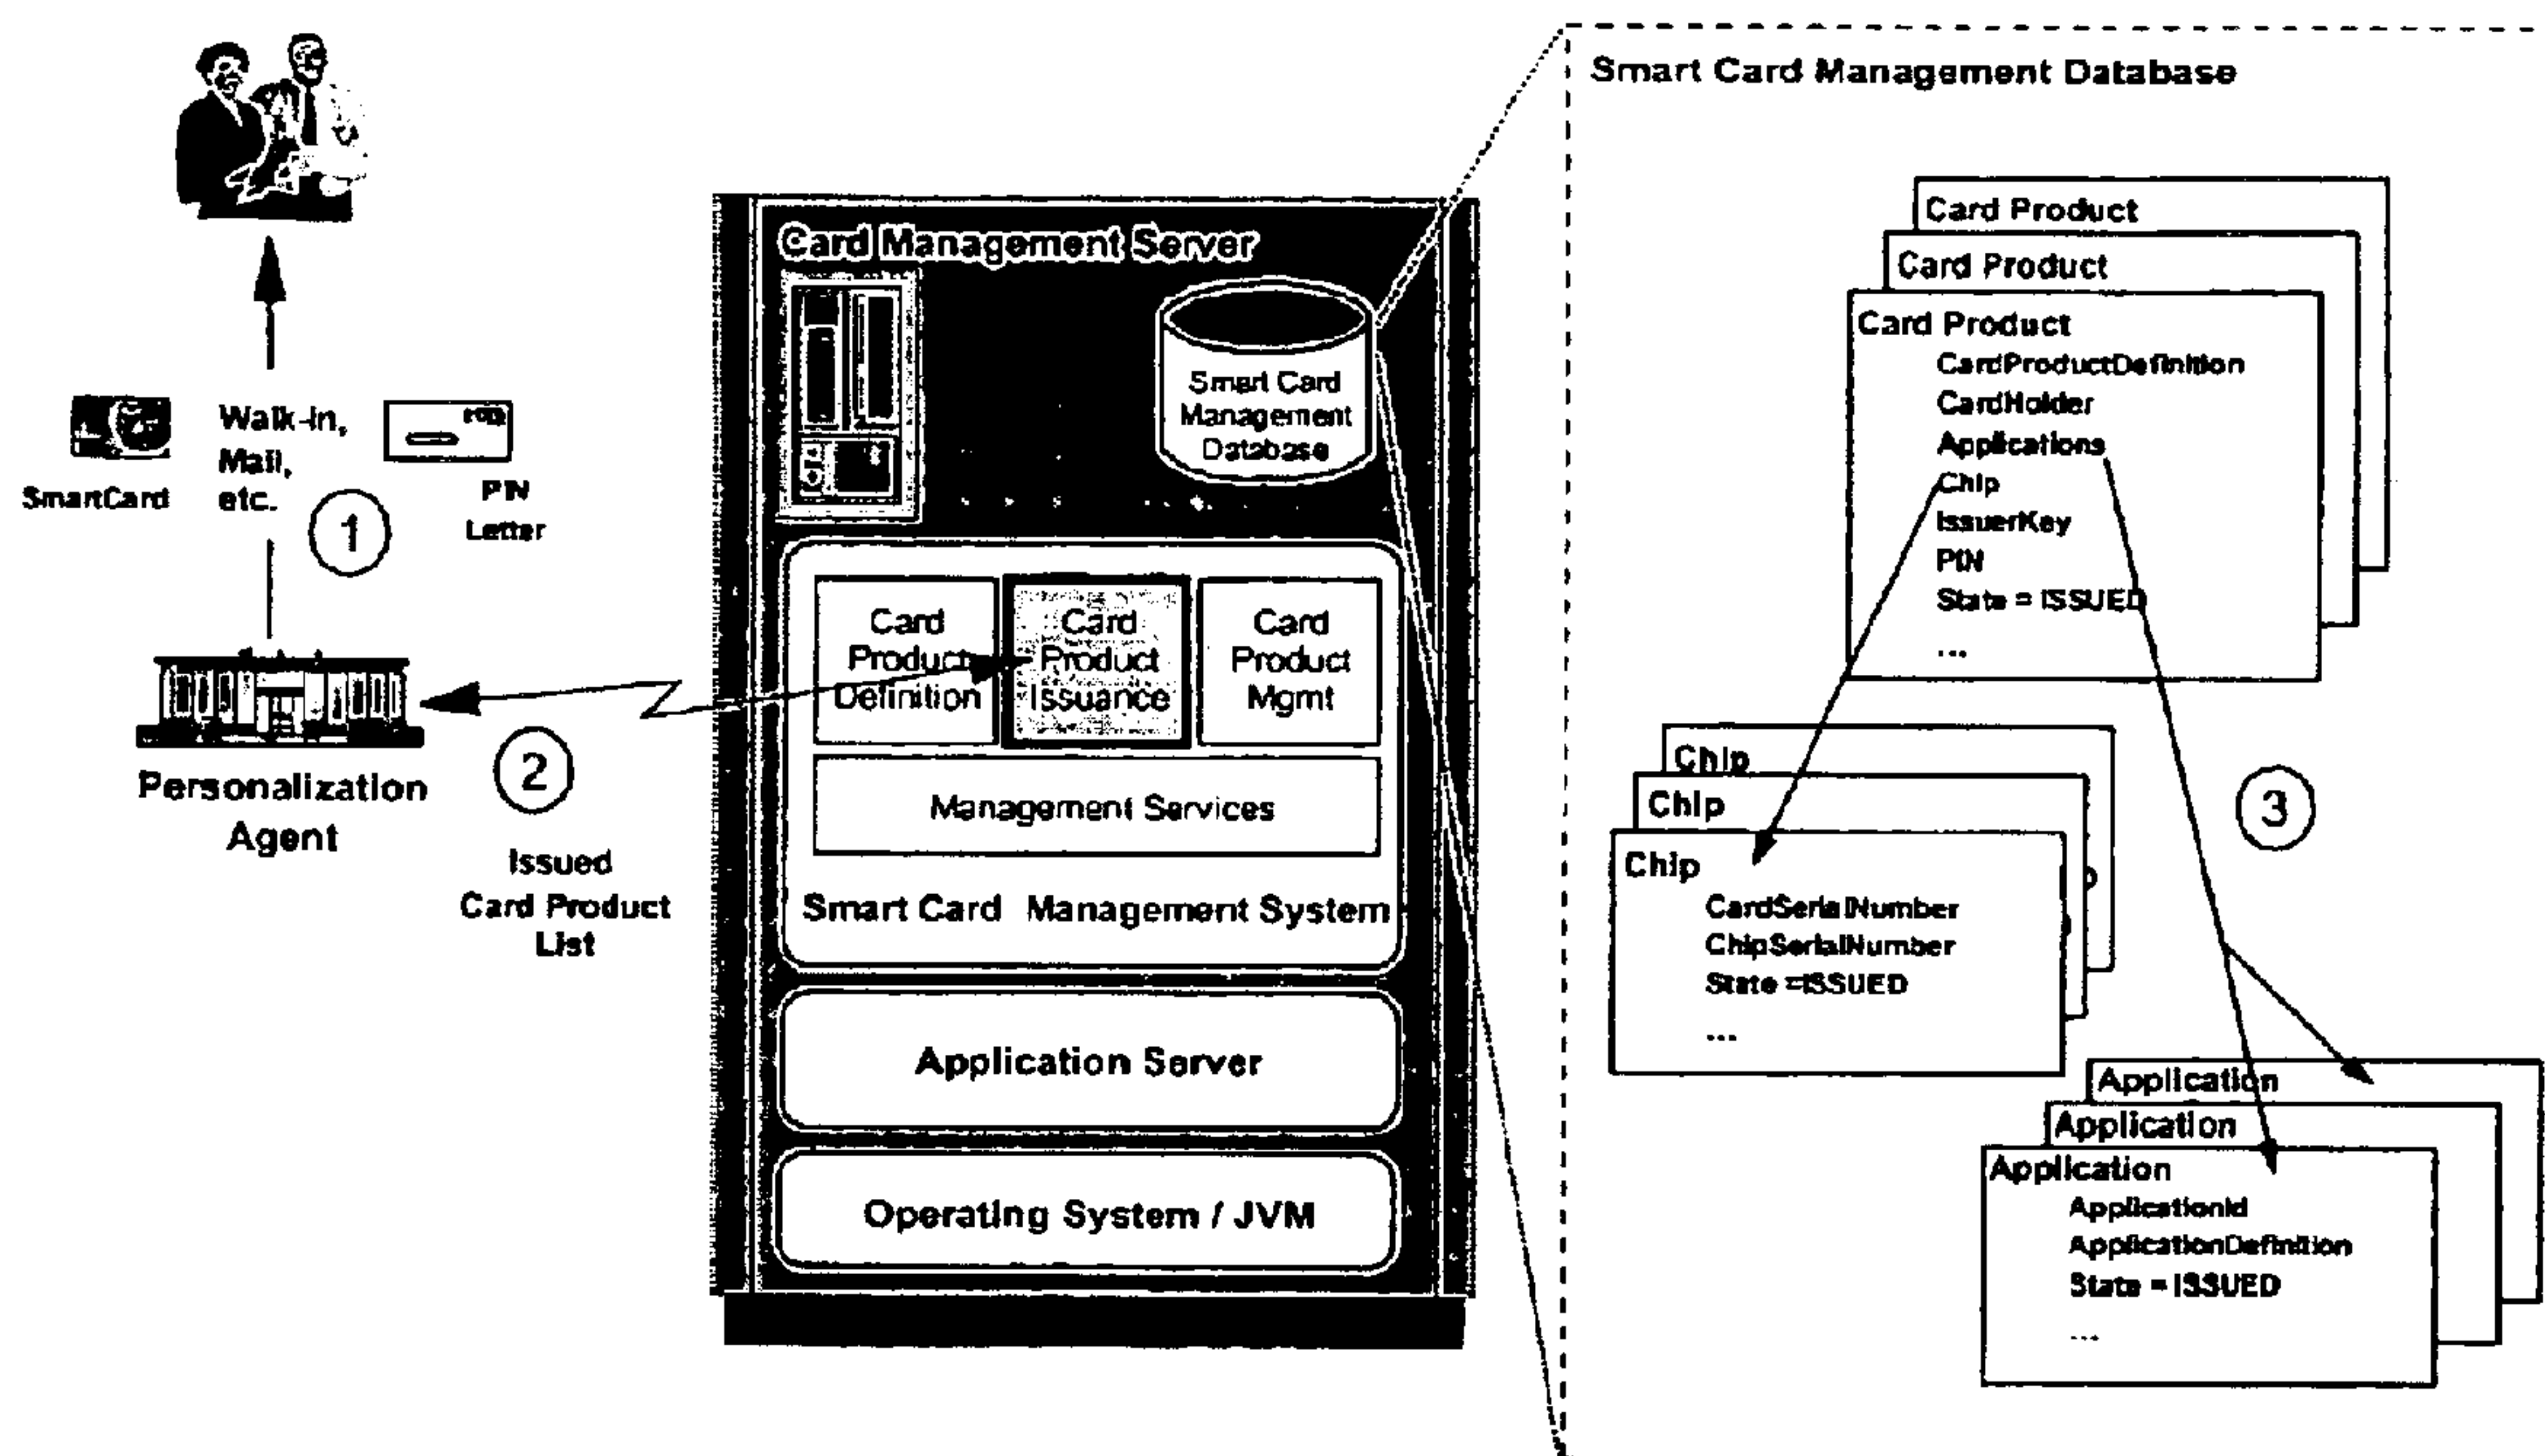 Smart Card Management Database
Card Product
Card Product
Card Product
CardProductDefinition
CardHolder
Applications
Chip
IssuerKey
PIN
State = ISSUED
...
Card Management Server
Smart Card
Management
Database
SmartCard
Walk-in,
Mail,
etc.
PIN
Letter
1
Personalization
Agent
2
Issued
Card Product
List
Card
Product
Definition
Card
Product
Issuance
Card
Product
Mgmt
Management Services
Smart Card Management System
Application Server
Operating System / JVM
Chip
Chip
Chip
CardSerialNumber
ChipSerialNumber
State =ISSUED
...
3
Application
Application
Application
ApplicationId
ApplicationDefinition
State = ISSUED
...